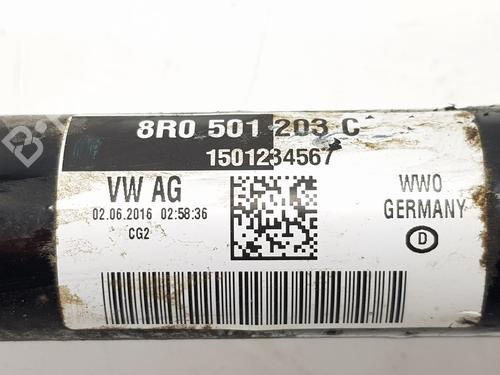 8R0 501 203 C
1501234567
VW AG
02.06.2016 02:58:36
CG2
WWO
GERMANY
D